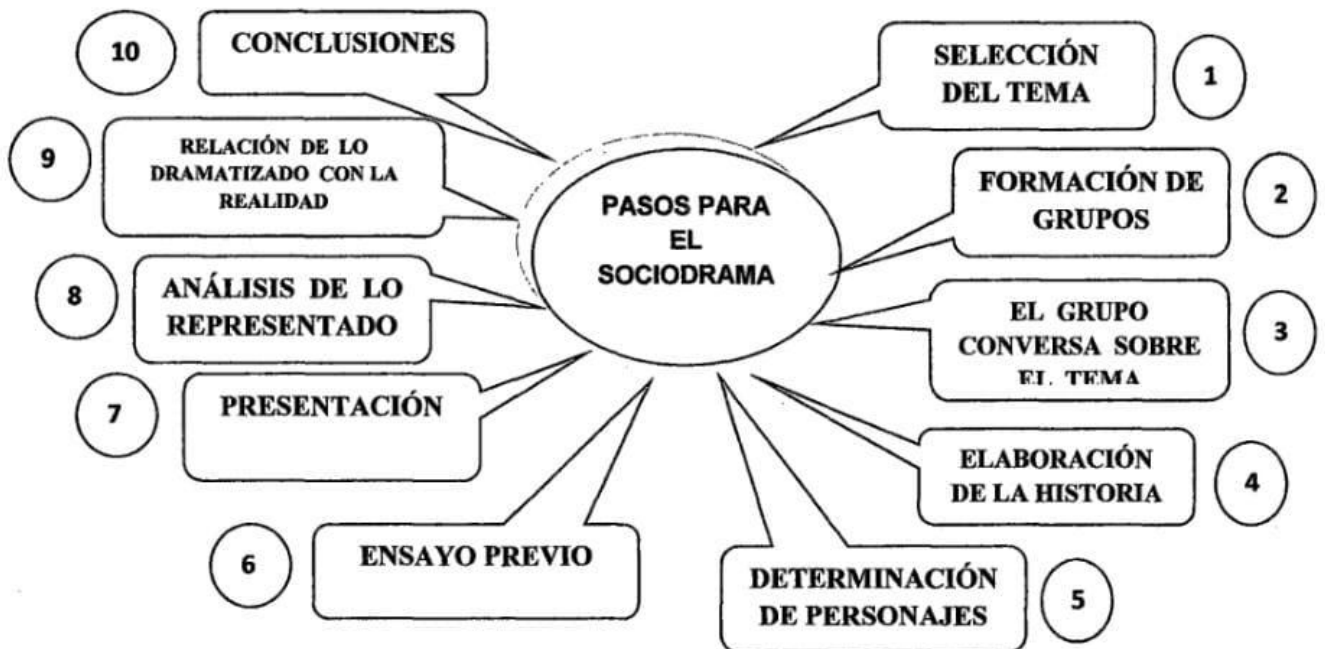 PASOS PARA
EL
SOCIODRAMA
1
SELECCIÓN
DEL TEMA
2
FORMACIÓN DE
GRUPOS
3
EL GRUPO
CONVERSA SOBRE
EL TEMA
4
ELABORACIÓN
DE LA HISTORIA
5
DETERMINACIÓN
DE PERSONAJES
6
ENSAYO PREVIO
7
PRESENTACIÓN
8
ANÁLISIS DE LO
REPRESENTADO
9
RELACIÓN DE LO
DRAMATIZADO CON LA
REALIDAD
10
CONCLUSIONES